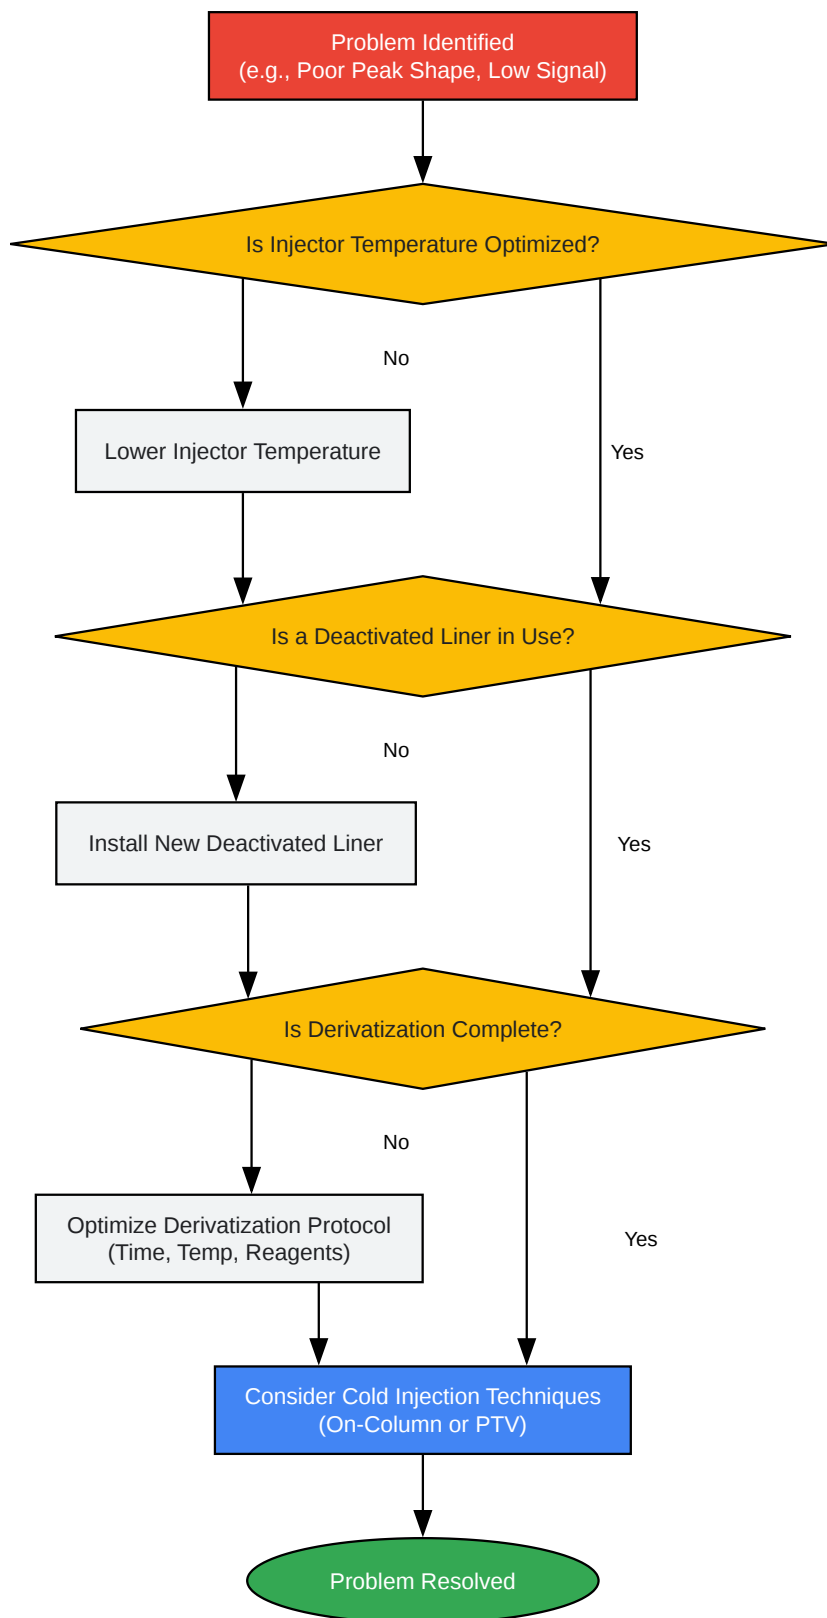 Problem Identified
(e.g., Poor Peak Shape, Low Signal)
Is Injector Temperature Optimized?
No
Lower Injector Temperature
Yes
Is a Deactivated Liner in Use?
No
Install New Deactivated Liner
Yes
Is Derivatization Complete?
No
Optimize Derivatization Protocol
(Time, Temp, Reagents)
Yes
Consider Cold Injection Techniques
(On-Column or PTV)
Problem Resolved